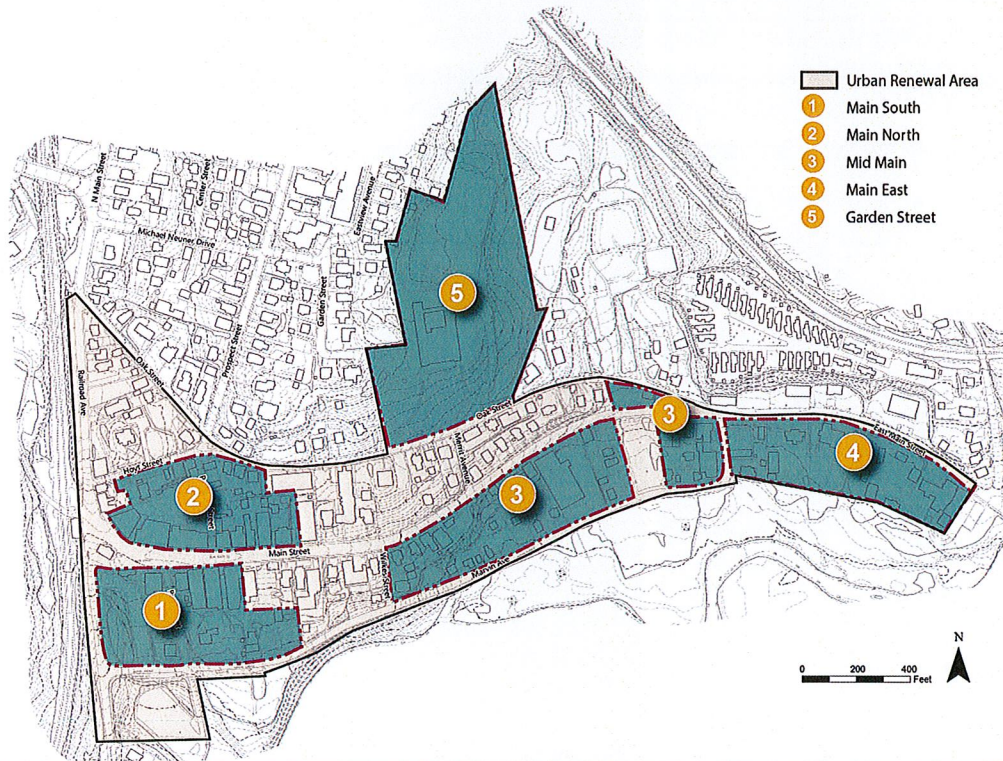 Urban Renewal Area
1 Main South
2 Main North
3 Mid Main
4 Main East
5 Garden Street
N Main Street
Center Street
Eastview Avenue
Michael Neuner Drive
Garden Street
Prospect Street
5
Oak Street
Railroad Ave
Oak Street
3
Merritt Avenue
East Main Street
4
Hoyt Street
2
Street
3
Main Street
Marvin Ave
1
N
0 200 400
Feet